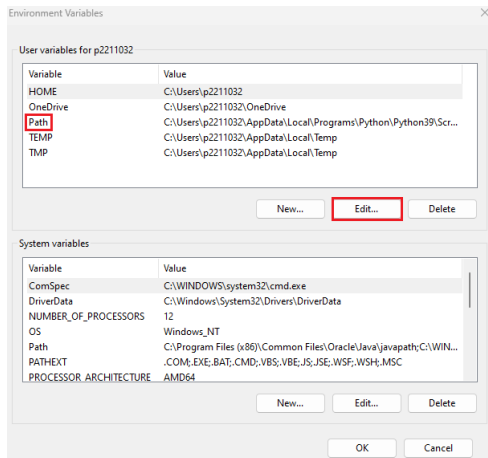 Environment Variables
User variables for p2211032
Variable Value
HOME C:\Users\p2211032
OneDrive C:\Users\p2211032\OneDrive
Path C:\Users\p2211032\AppData\Local\Programs\Python\Python39\Scr...
TEMP C:\Users\p2211032\AppData\Local\Temp
TMP C:\Users\p2211032\AppData\Local\Temp
New... Edit... Delete
System variables
Variable Value
ComSpec C:\WINDOWS\system32\cmd.exe
DriverData C:\Windows\System32\Drivers\DriverData
NUMBER_OF_PROCESSORS 12
OS Windows_NT
Path C:\Program Files (x86)\Common Files\Oracle\Java\javapath;C:\WIN...
PATHEXT .COM;.EXE;.BAT;.CMD;.VBS;.VBE;.JS;.JSE;.WSF;.WSH;.MSC
PROCESSOR_ARCHITECTURE AMD64
New... Edit... Delete
OK Cancel